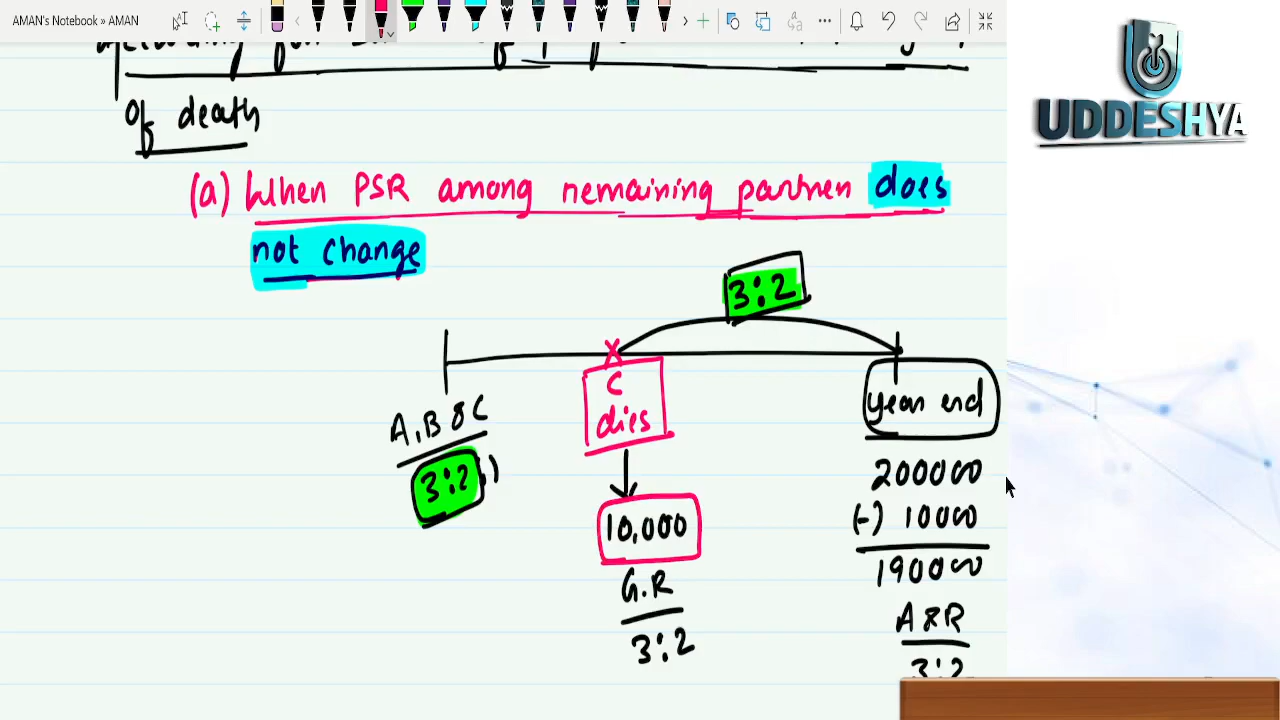 AMAN's Notebook » AMAN
UDDESHYA
Of death
(a) When PSR among remaining partner does
not change
3:2
A, B & C
3:2:1
C
dies
10,000
G.R
3:2
year end
200000
(-) 10000
190000
A & B
3:2